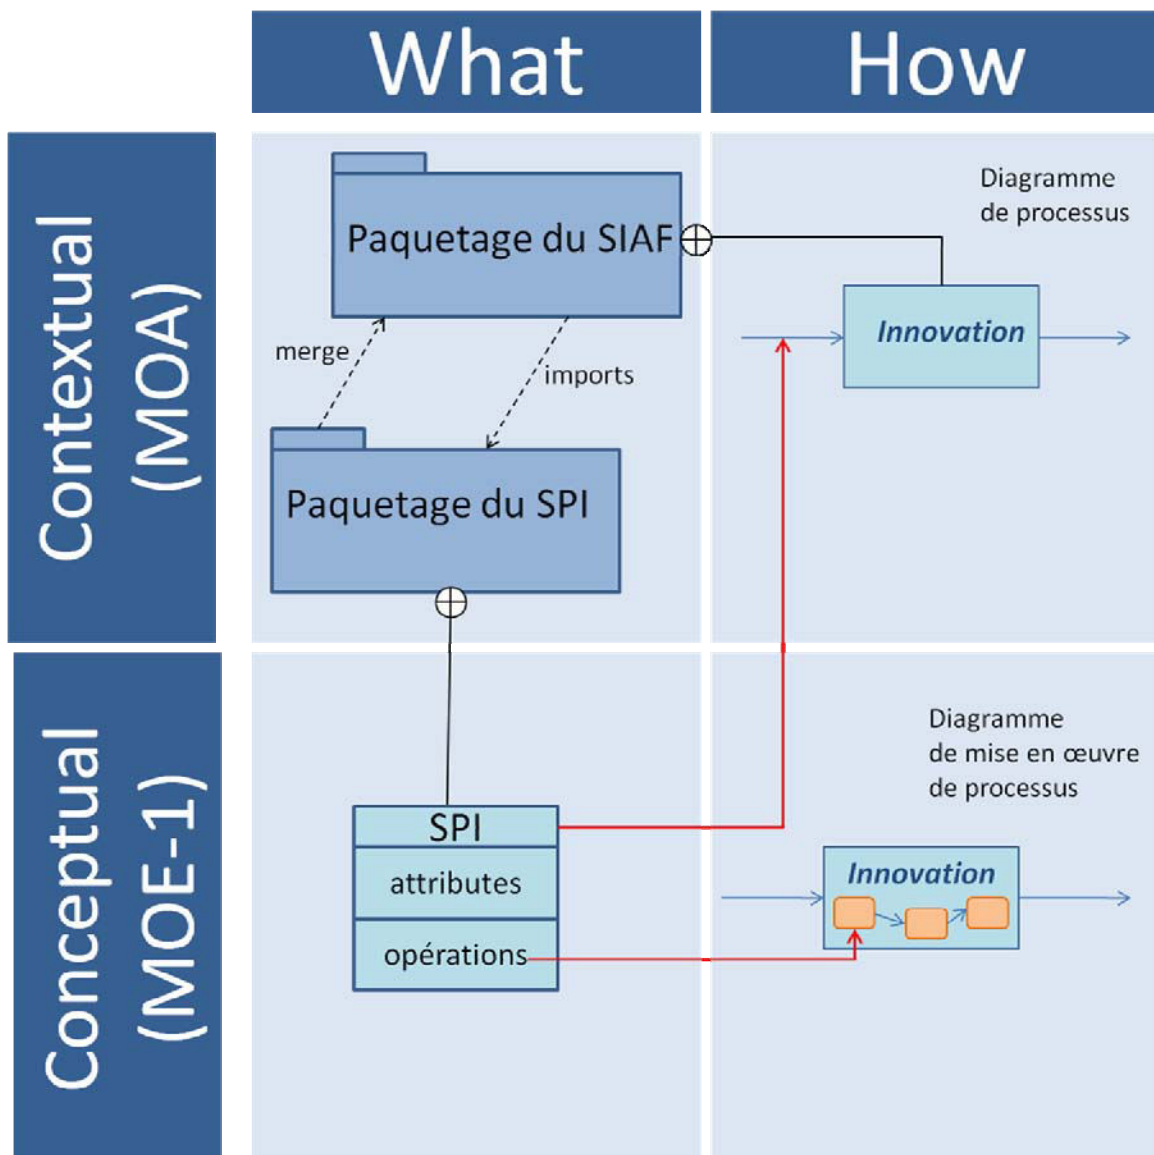 What
How
Contextual
(MOA)
Paquetage du SIAF
merge
imports
Paquetage du SPI
Diagramme
de processus
Innovation
Conceptual
(MOE-1)
SPI
attributes
opérations
Diagramme
de mise en œuvre
de processus
Innovation